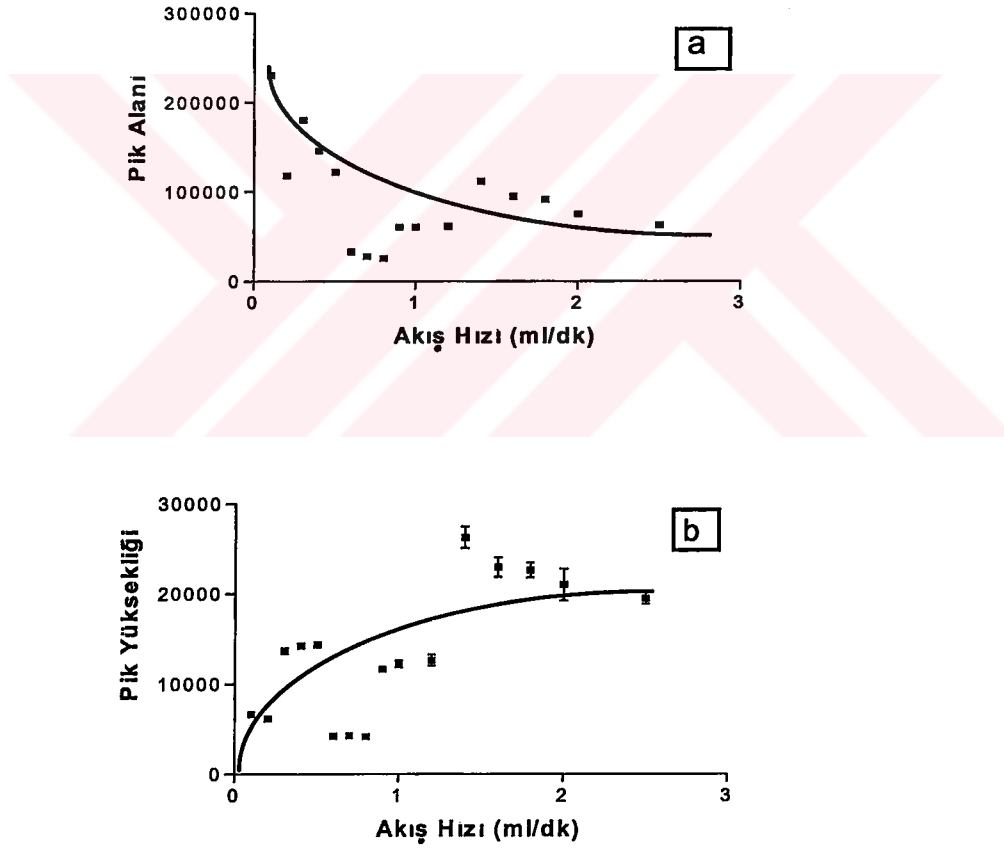 300000
a
200000
Pik Alanı
100000
0
0 1 2 3
Akış Hızı (ml/dk)
30000
b
20000
Pik Yüksekliği
10000
0
0 1 2 3
Akış Hızı (ml/dk)